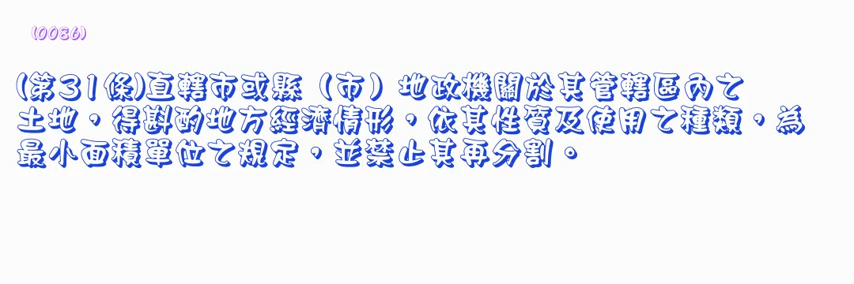 (0086)
(第31條)直轄市或縣（市）地政機關於其管轄區內之
土地，得斟酌地方經濟情形，依其性質及使用之種類，為
最小面積單位之規定，並禁止其再分割。